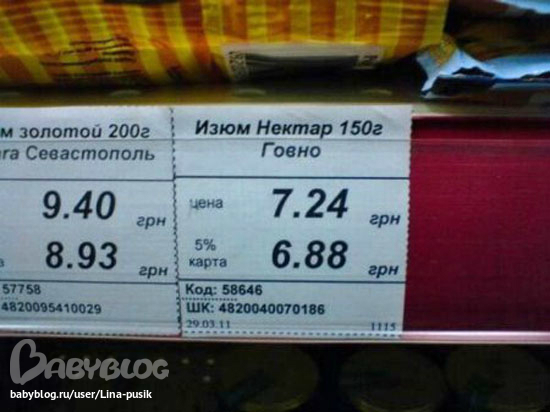 м золотой 200г
ara Севастополь
9.40 грн
8.93 грн
57758
4820095410029
Изюм Нектар 150г
Говно
цена 7.24 грн
5% карта 6.88 грн
Код: 58646
ШК: 4820040070186
29.03.11 1115
BABYBLOG
babyblog.ru/user/Lina-pusik